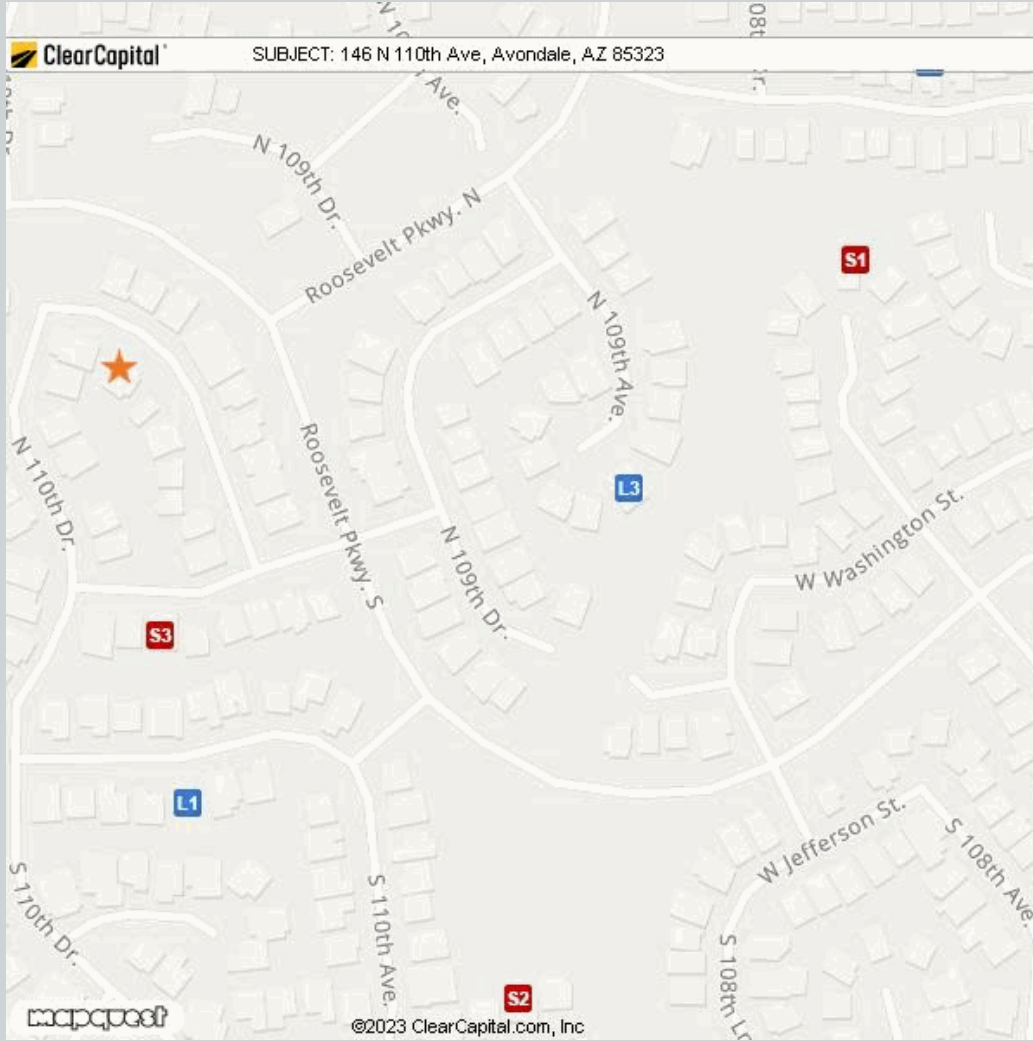 08t
ClearCapital
SUBJECT: 146 N 110th Ave, Avondale, AZ 85323
Ave.
N 109th Dr.
Roosevelt Pkwy. N
S1
N 109th Ave.
N 110th Dr.
Roosevelt Pkwy. S
L3
W Washington St.
N 109th Dr.
S3
L1
W Jefferson St.
S 108th Ave.
S 110th Dr.
S 110th Ave.
S 108th Ln
S2
mapquest
©2023 ClearCapital.com, Inc